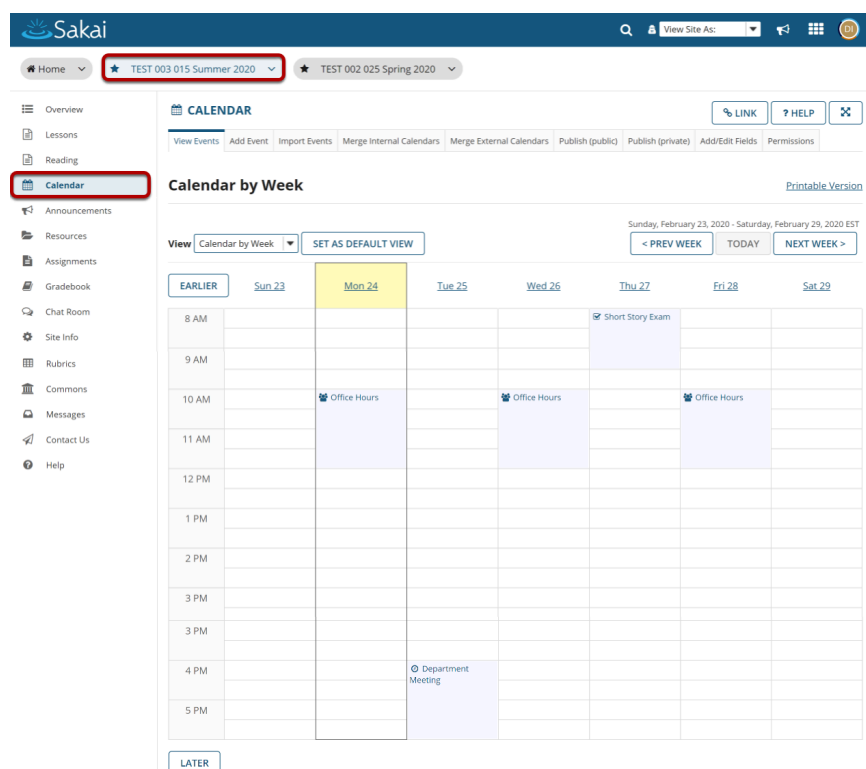 Sakai
View Site As:
DI
Home
TEST 003 015 Summer 2020
TEST 002 025 Spring 2020
Overview
Lessons
Reading
Calendar
Announcements
Resources
Assignments
Gradebook
Chat Room
Site Info
Rubrics
Commons
Messages
Contact Us
Help
CALENDAR
LINK
? HELP
View Events Add Event Import Events Merge Internal Calendars Merge External Calendars Publish (public) Publish (private) Add/Edit Fields Permissions
Calendar by Week
Printable Version
Sunday, February 23, 2020 - Saturday, February 29, 2020 EST
View Calendar by Week SET AS DEFAULT VIEW
< PREV WEEK TODAY NEXT WEEK >
EARLIER Sun 23 Mon 24 Tue 25 Wed 26 Thu 27 Fri 28 Sat 29
8 AM Short Story Exam
9 AM
10 AM Office Hours Office Hours Office Hours
11 AM
12 PM
1 PM
2 PM
3 PM
3 PM
4 PM Department
Meeting
5 PM
LATER